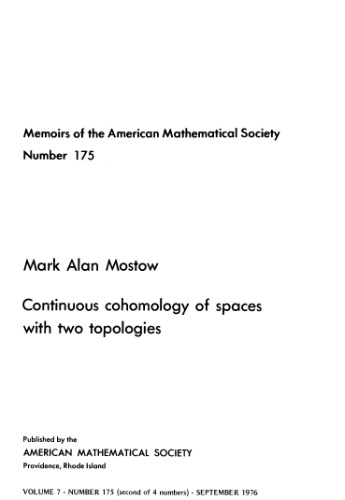 Memoirs of the American Mathematical Society
Number 175
Mark Alan Mostow
Continuous cohomology of spaces
with two topologies
Published by the
AMERICAN MATHEMATICAL SOCIETY
Providence, Rhode Island
VOLUME 7 · NUMBER 175 (second of 4 numbers) · SEPTEMBER 1976